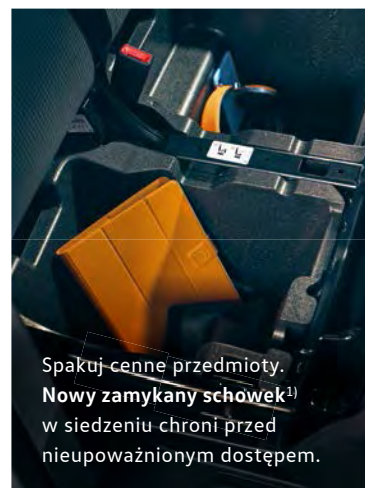 Spakuj cenne przedmioty.
Nowy zamykany schowek¹⁾
w siedzeniu chroni przed
nieupoważnionym dostępem.